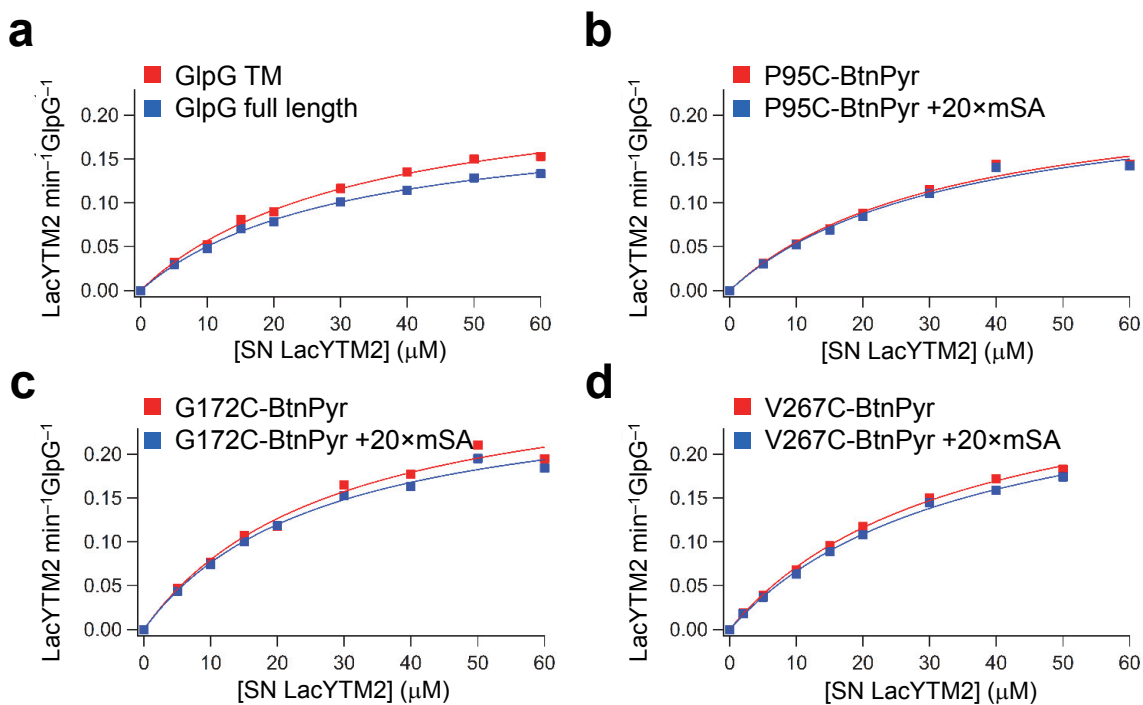 a
GlpG TM
GlpG full length
LacYTM2 min⁻¹GlpG⁻¹
0.20
0.15
0.10
0.05
0.00
0 10 20 30 40 50 60
[SN LacYTM2] (μM)
b
P95C-BtnPyr
P95C-BtnPyr +20×mSA
LacYTM2 min⁻¹GlpG⁻¹
0.20
0.15
0.10
0.05
0.00
0 10 20 30 40 50 60
[SN LacYTM2] (μM)
c
G172C-BtnPyr
G172C-BtnPyr +20×mSA
LacYTM2 min⁻¹GlpG⁻¹
0.20
0.15
0.10
0.05
0.00
0 10 20 30 40 50 60
[SN LacYTM2] (μM)
d
V267C-BtnPyr
V267C-BtnPyr +20×mSA
LacYTM2 min⁻¹GlpG⁻¹
0.20
0.15
0.10
0.05
0.00
0 10 20 30 40 50 60
[SN LacYTM2] (μM)